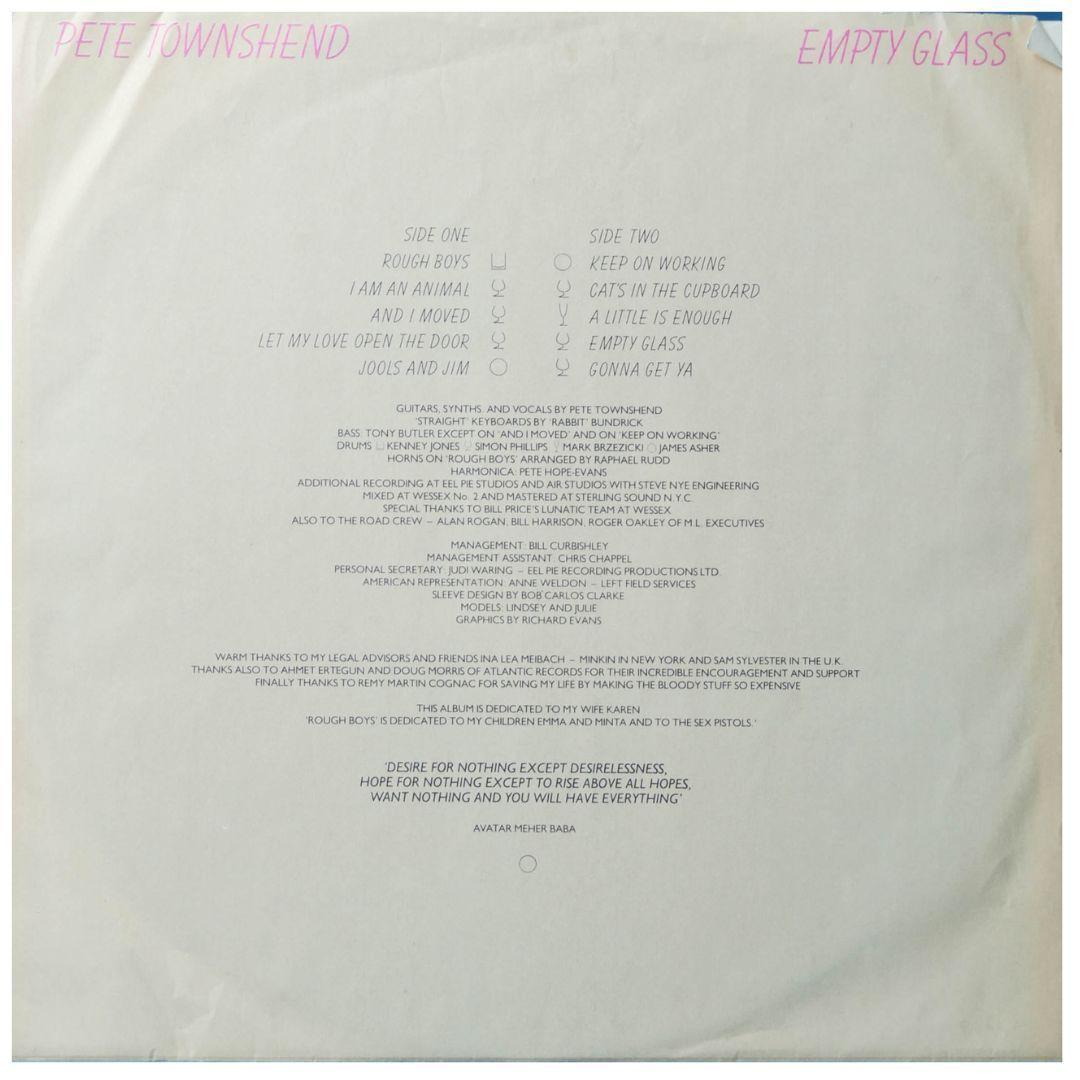 PETE TOWNSHEND
EMPTY GLASS
SIDE ONE
ROUGH BOYS
I AM AN ANIMAL
AND I MOVED
LET MY LOVE OPEN THE DOOR
JOOLS AND JIM
SIDE TWO
KEEP ON WORKING
CAT'S IN THE CUPBOARD
A LITTLE IS ENOUGH
EMPTY GLASS
GONNA GET YA
GUITARS, SYNTHS. AND VOCALS BY PETE TOWNSHEND
'STRAIGHT' KEYBOARDS BY 'RABBIT' BUNDRICK
BASS: TONY BUTLER EXCEPT ON 'AND I MOVED' AND ON 'KEEP ON WORKING'
DRUMS KENNEY JONES SIMON PHILLIPS MARK BRZEZICKI JAMES ASHER
HORNS ON 'ROUGH BOYS' ARRANGED BY RAPHAEL RUDD
HARMONICA: PETE HOPE-EVANS
ADDITIONAL RECORDING AT EEL PIE STUDIOS AND AIR STUDIOS WITH STEVE NYE ENGINEERING
MIXED AT WESSEX No. 2 AND MASTERED AT STERLING SOUND N.Y.C.
SPECIAL THANKS TO BILL PRICE'S LUNATIC TEAM AT WESSEX
ALSO TO THE ROAD CREW – ALAN ROGAN, BILL HARRISON, ROGER OAKLEY OF M.L. EXECUTIVES
MANAGEMENT: BILL CURBISHLEY
MANAGEMENT ASSISTANT: CHRIS CHAPPEL
PERSONAL SECRETARY: JUDI WARING – EEL PIE RECORDING PRODUCTIONS LTD.
AMERICAN REPRESENTATION: ANNE WELDON – LEFT FIELD SERVICES
SLEEVE DESIGN BY BOB CARLOS CLARKE
MODELS: LINDSEY AND JULIE
GRAPHICS BY RICHARD EVANS
WARM THANKS TO MY LEGAL ADVISORS AND FRIENDS INA LEA MEIBACH – MINKIN IN NEW YORK AND SAM SYLVESTER IN THE U.K.
THANKS ALSO TO AHMET ERTEGUN AND DOUG MORRIS OF ATLANTIC RECORDS FOR THEIR INCREDIBLE ENCOURAGEMENT AND SUPPORT
FINALLY THANKS TO REMY MARTIN COGNAC FOR SAVING MY LIFE BY MAKING THE BLOODY STUFF SO EXPENSIVE
THIS ALBUM IS DEDICATED TO MY WIFE KAREN
'ROUGH BOYS' IS DEDICATED TO MY CHILDREN EMMA AND MINTA AND TO THE SEX PISTOLS.'
'DESIRE FOR NOTHING EXCEPT DESIRELESSNESS,
HOPE FOR NOTHING EXCEPT TO RISE ABOVE ALL HOPES,
WANT NOTHING AND YOU WILL HAVE EVERYTHING'
AVATAR MEHER BABA